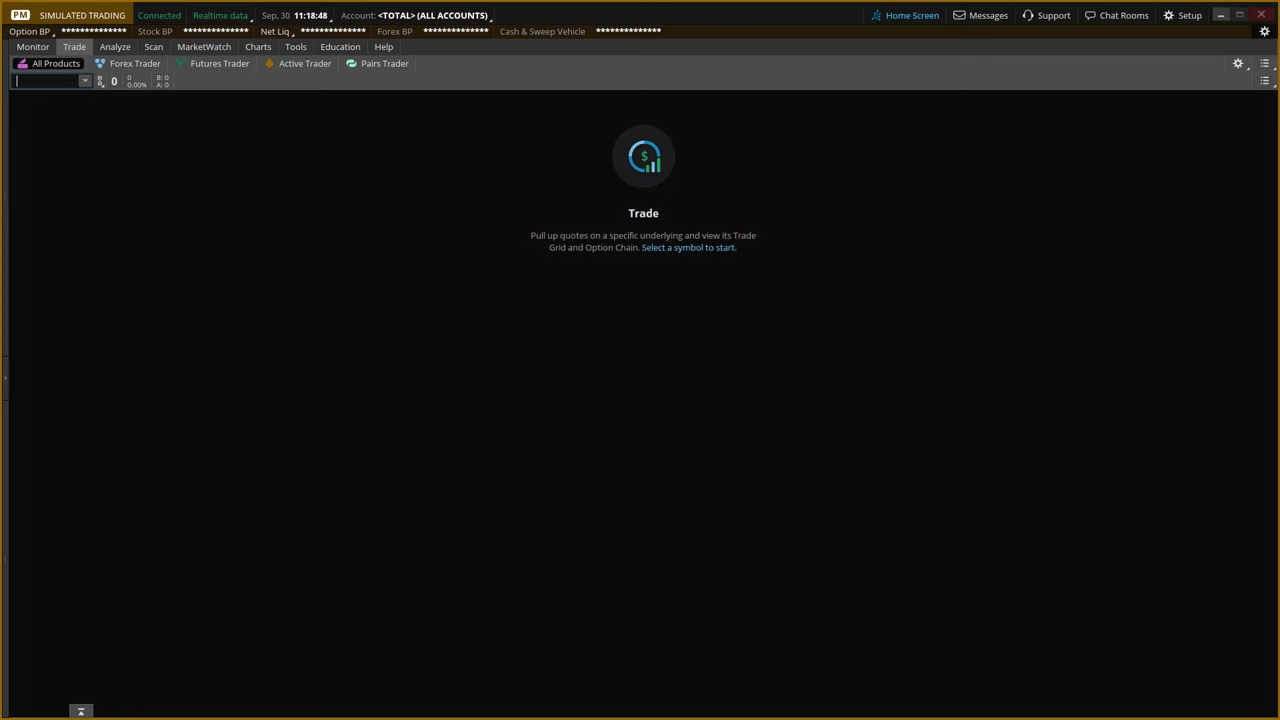 PM SIMULATED TRADING Connected Realtime data Sep, 30 11:18:48 Account: <TOTAL> (ALL ACCOUNTS) Home Screen Messages Support Chat Rooms Setup
Option BP ************** Stock BP ************** Net Liq ************** Forex BP ************** Cash & Sweep Vehicle **************
Monitor Trade Analyze Scan MarketWatch Charts Tools Education Help
All Products Forex Trader Futures Trader Active Trader Pairs Trader
0 0 B: 0
0.00% A: 0
$
Trade
Pull up quotes on a specific underlying and view its Trade
Grid and Option Chain. Select a symbol to start.